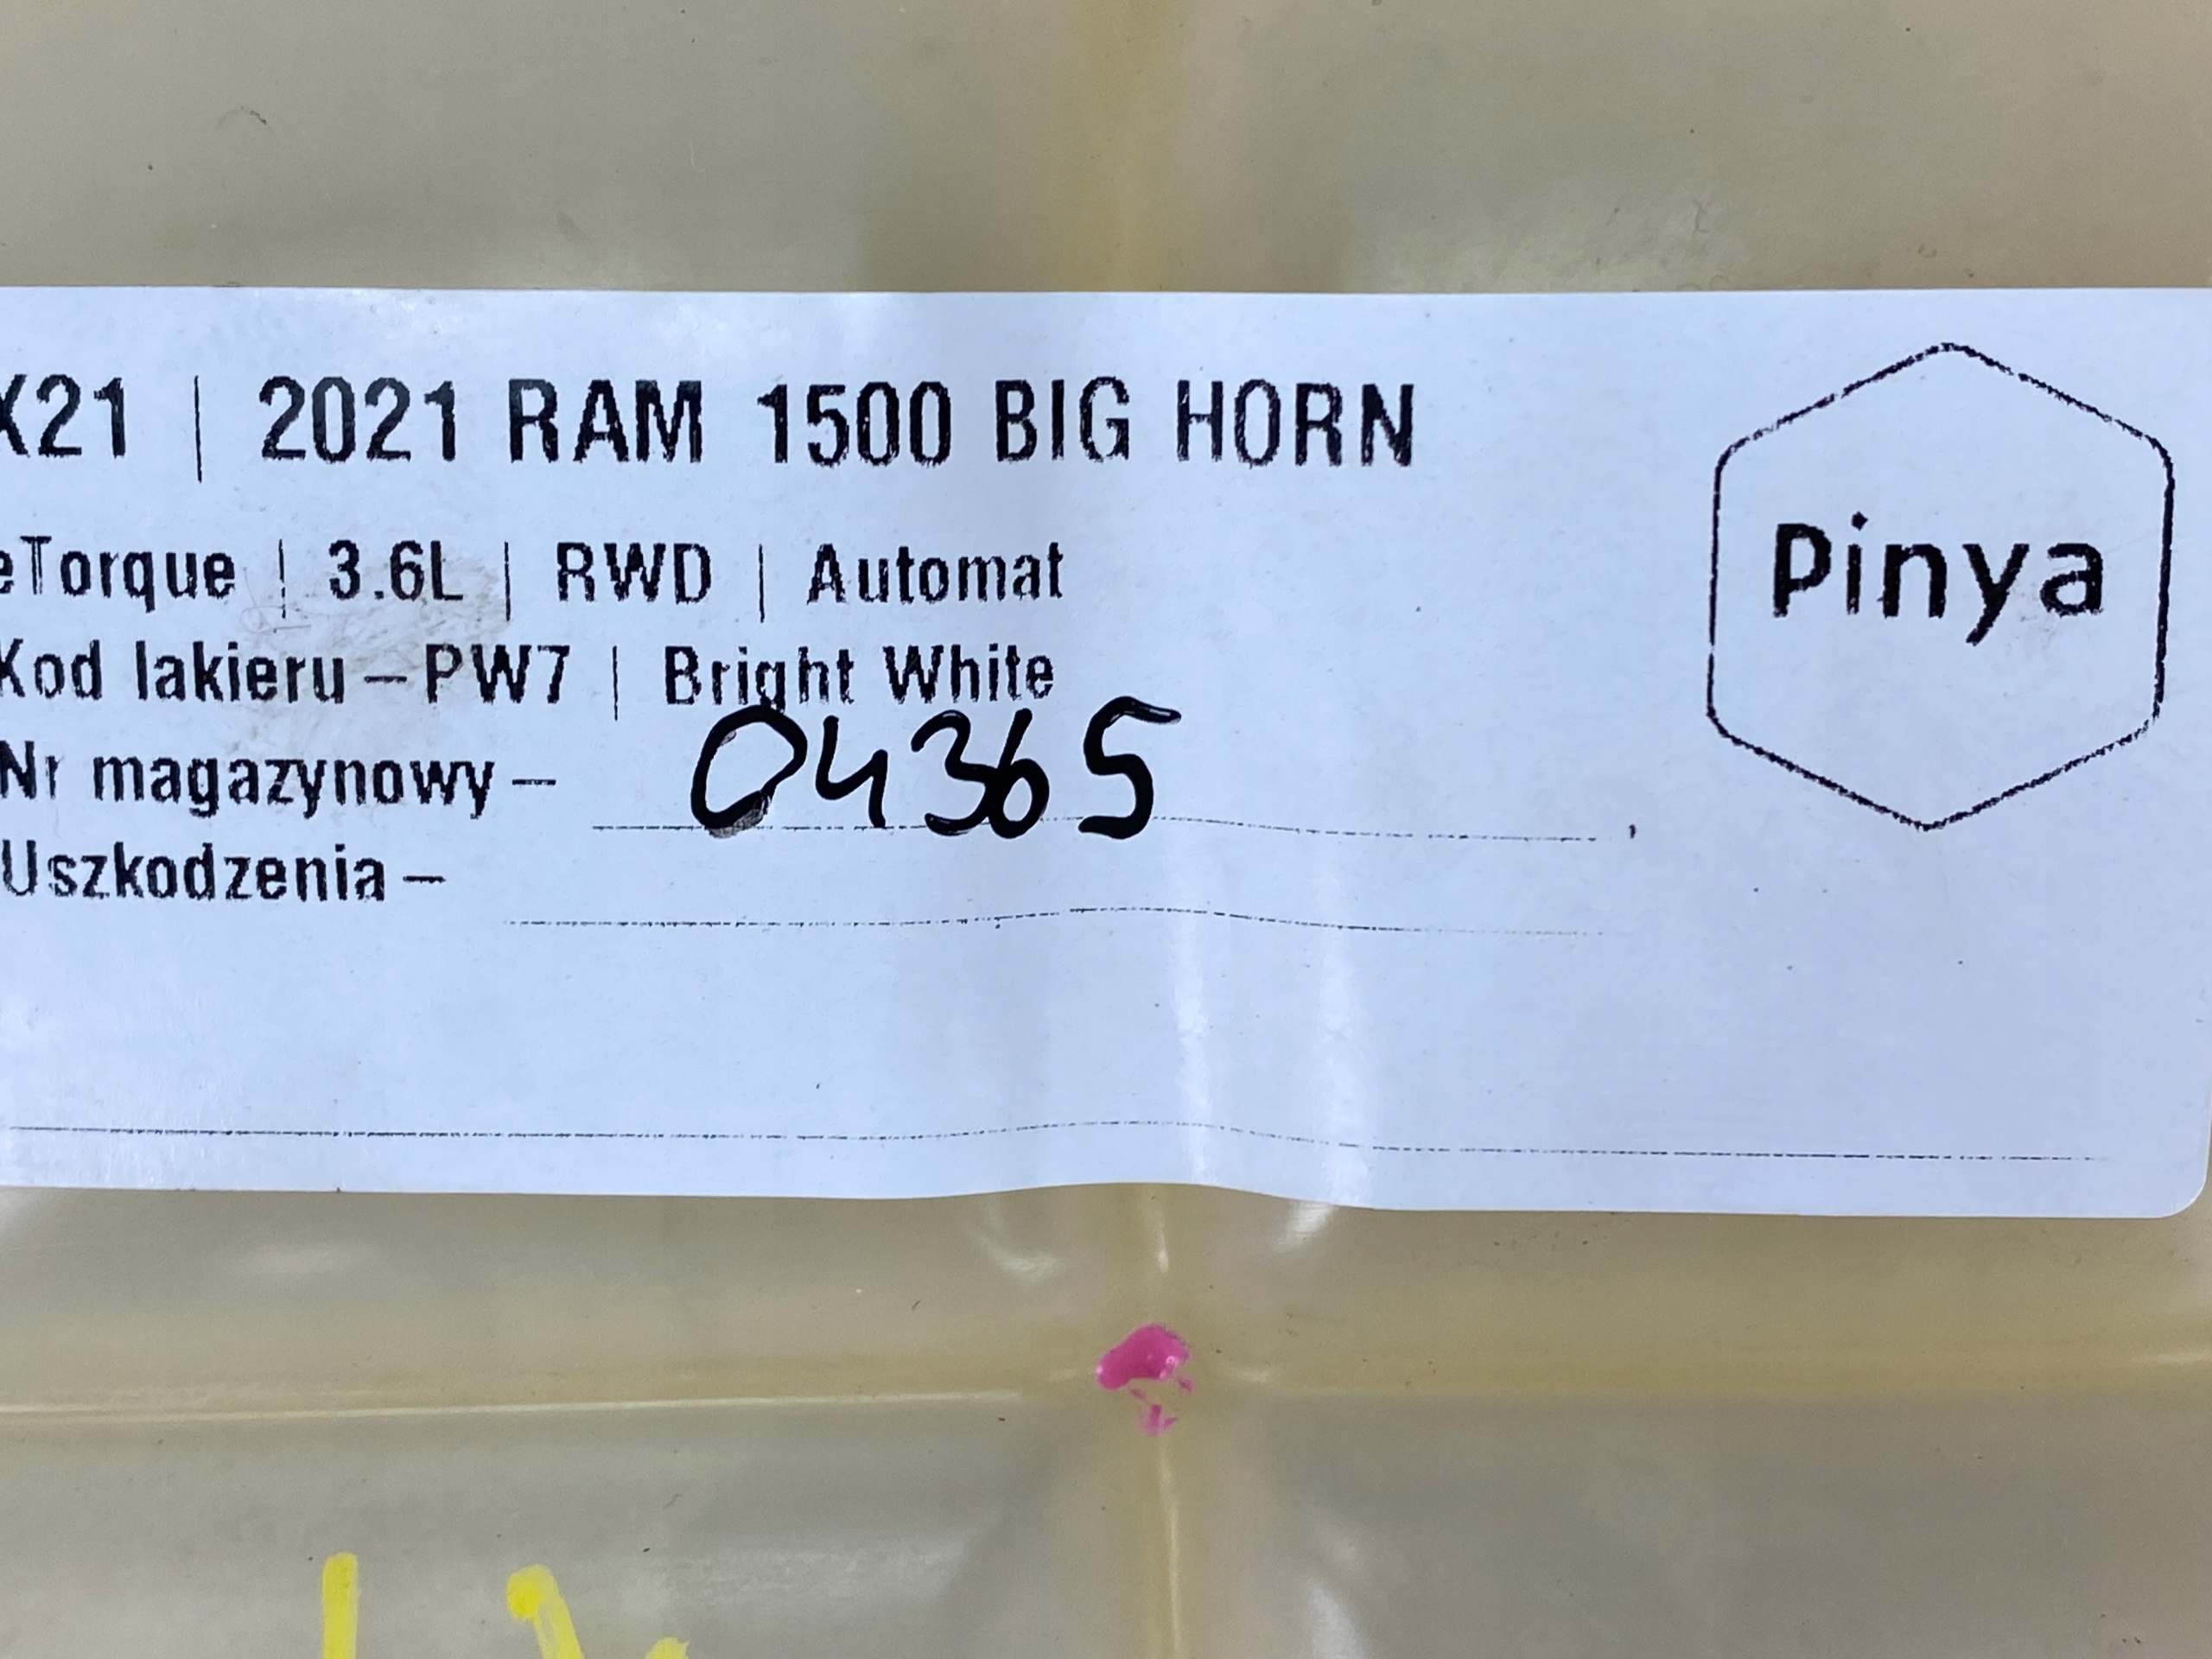 X21 | 2021 RAM 1500 BIG HORN
eTorque | 3.6L | RWD | Automat
Kod lakieru – PW7 | Bright White
Nr magazynowy – 04365
Uszkodzenia –
Pinya